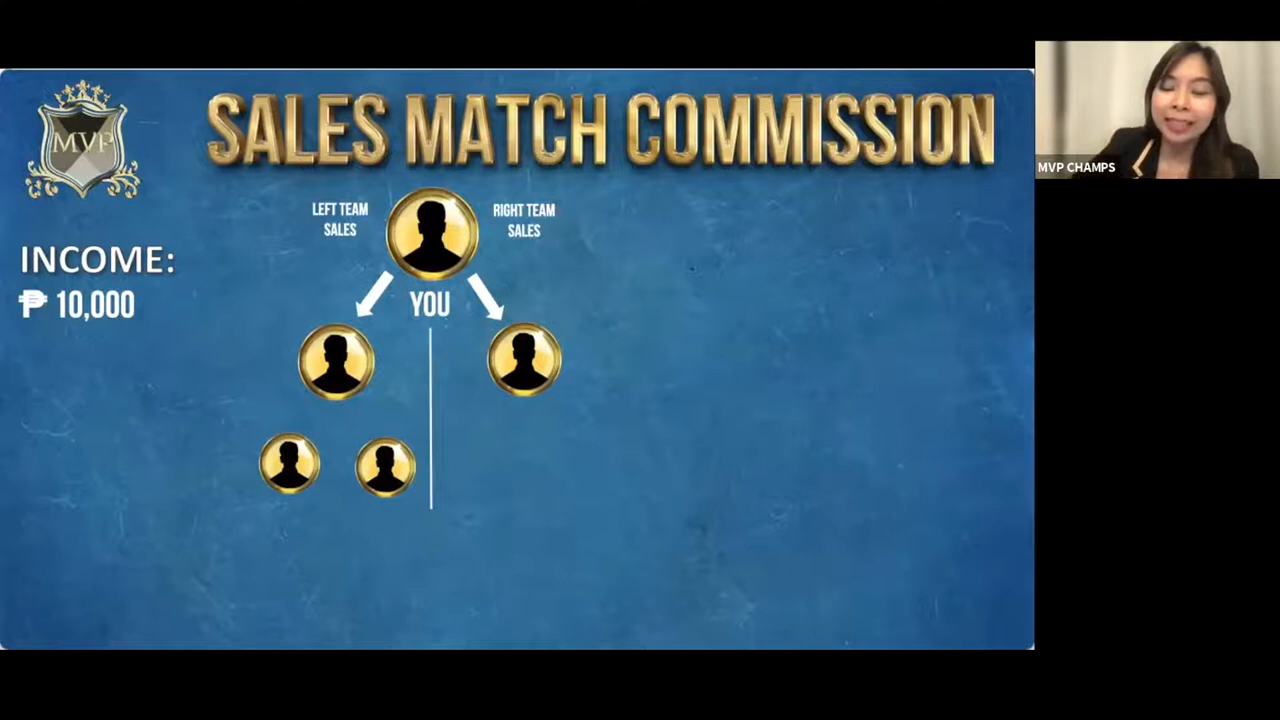 MVP
SALES MATCH COMMISSION
LEFT TEAM
SALES
RIGHT TEAM
SALES
INCOME:
₱ 10,000
YOU
MVP CHAMPS